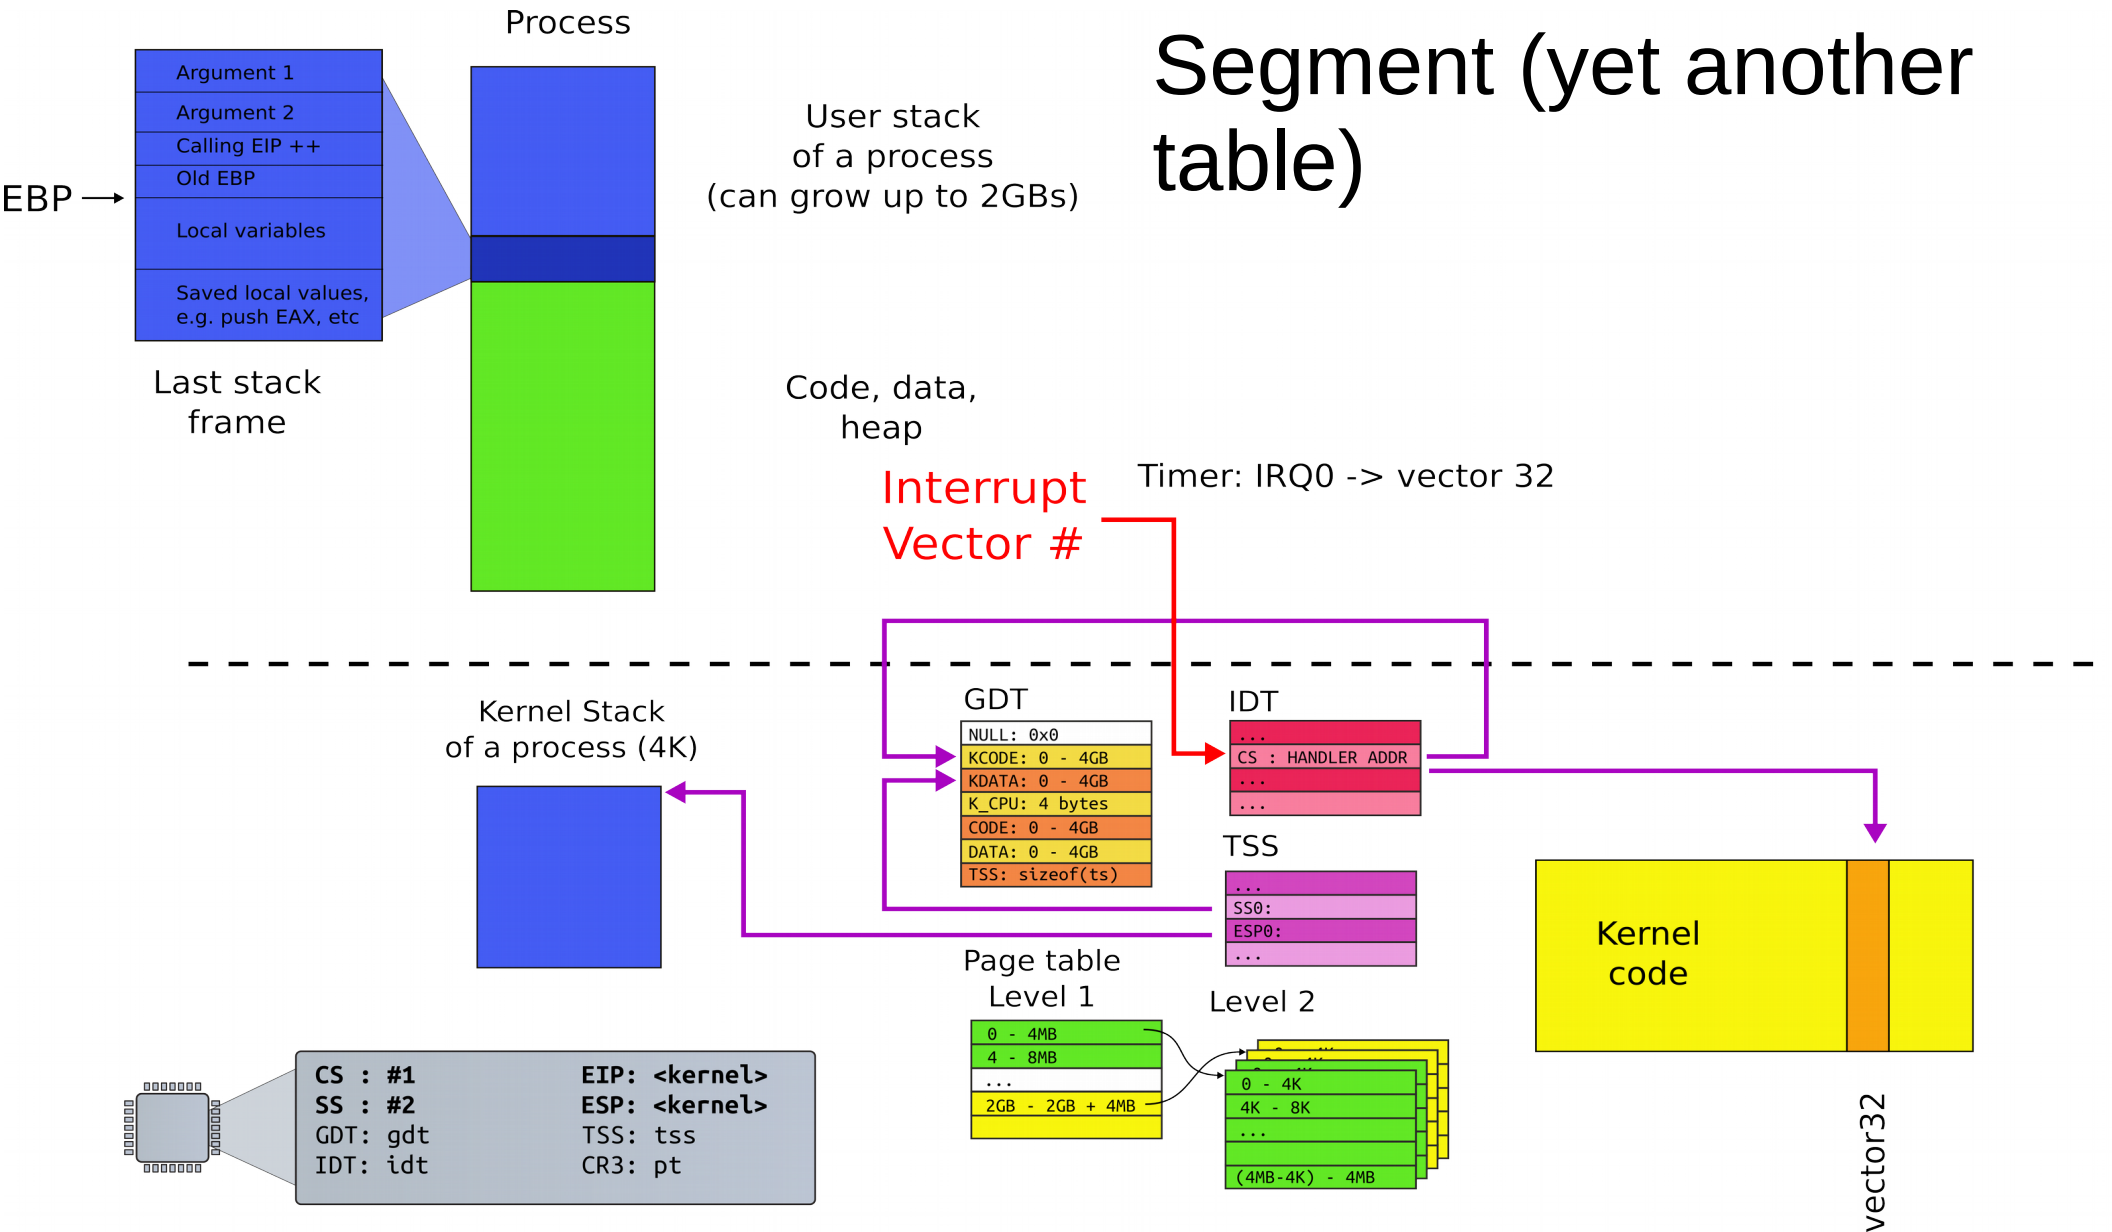 Process
Segment (yet another
table)
Argument 1
Argument 2
Calling EIP ++
Old EBP
EBP
Local variables
Saved local values,
e.g. push EAX, etc
Last stack
frame
User stack
of a process
(can grow up to 2GBs)
Code, data,
heap
Interrupt
Vector #
Timer: IRQ0 -> vector 32
Kernel Stack
of a process (4K)
GDT
NULL: 0x0
KCODE: 0 - 4GB
KDATA: 0 - 4GB
K_CPU: 4 bytes
CODE: 0 - 4GB
DATA: 0 - 4GB
TSS: sizeof(ts)
IDT
...
CS : HANDLER ADDR
...
...
TSS
...
SS0:
ESP0:
...
Kernel
code
vector32
Page table
Level 1
0 - 4MB
4 - 8MB
...
2GB - 2GB + 4MB
Level 2
0 - 4K
4K - 8K
...
(4MB-4K) - 4MB
CS : #1 EIP: <kernel>
SS : #2 ESP: <kernel>
GDT: gdt TSS: tss
IDT: idt CR3: pt